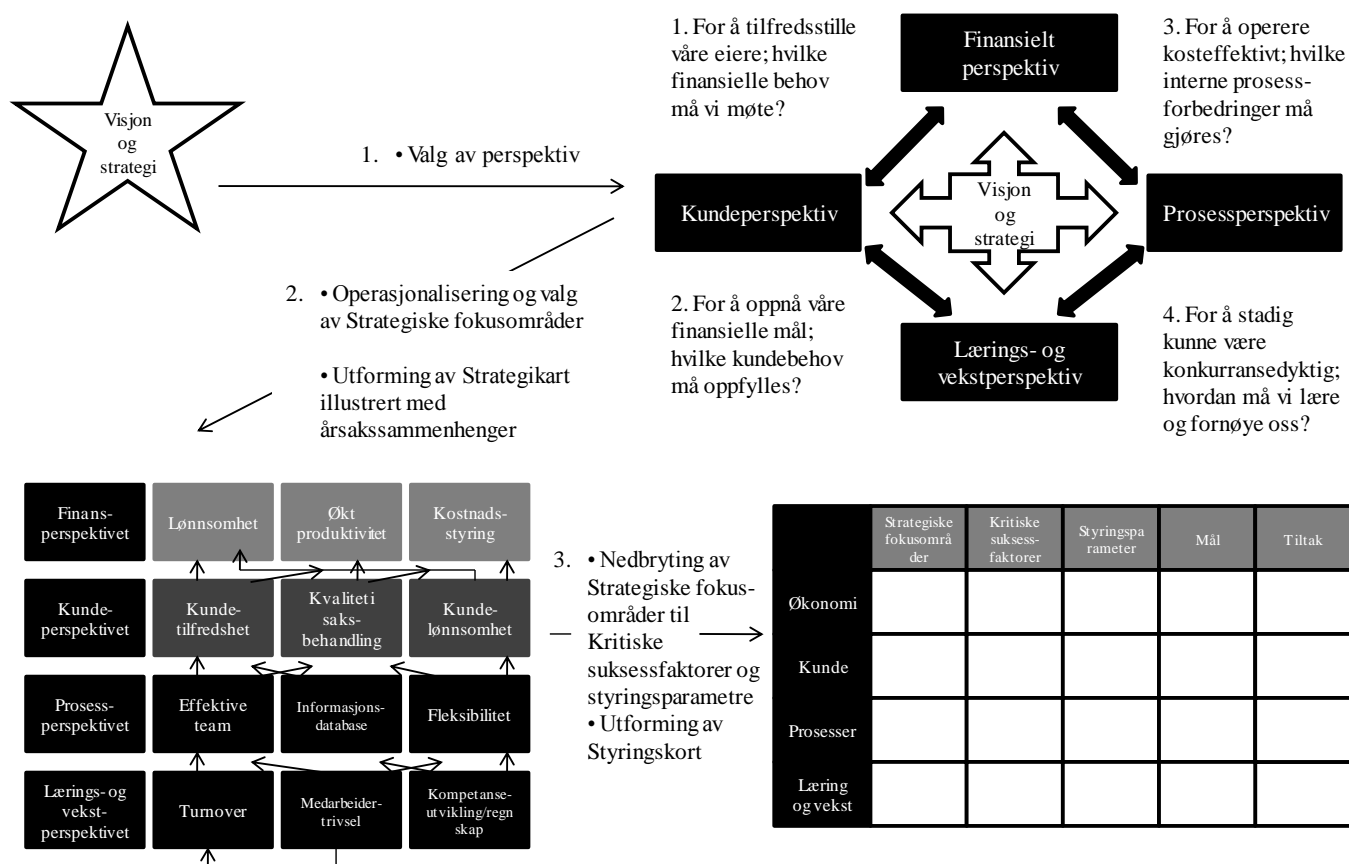 Visjon
og
strategi
1. • Valg av perspektiv
1. For å tilfredsstille
våre eiere; hvilke
finansielle behov
må vi møte?
Finansielt
perspektiv
3. For å operere
kosteffektivt; hvilke
interne prosess-
forbedringer må
gjøres?
Kundeperspektiv
Visjon
og
strategi
Prosessperspektiv
2. For å oppnå våre
finansielle mål;
hvilke kundebehov
må oppfylles?
Lærings- og
vekstperspektiv
4. For å stadig
kunne være
konkurransedyktig;
hvordan må vi lære
og fornøye oss?
2. • Operasjonalisering og valg
av Strategiske fokusområder
• Utforming av Strategikart
illustrert med
årsakssammenhenger
Finans-
perspektivet
Lønnsomhet
Økt
produktivitet
Kostnads-
styring
Kunde-
perspektivet
Kunde-
tilfredshet
Kvalitet i
saks-
behandling
Kunde-
lønnsomhet
Prosess-
perspektivet
Effektive
team
Informasjons-
database
Fleksibilitet
Lærings- og
vekst-
perspektivet
Turnover
Medarbeider-
trivsel
Kompetanse-
utvikling/regn
skap
3. • Nedbryting av
Strategiske fokus-
områder til
Kritiske
suksessfaktorer og
styringsparametre
• Utforming av
Styringskort
Strategiske
fokusområ
der
Kritiske
suksess-
faktorer
Styringspa
rameter
Mål
Tiltak
Økonomi
Kunde
Prosesser
Læring
og vekst